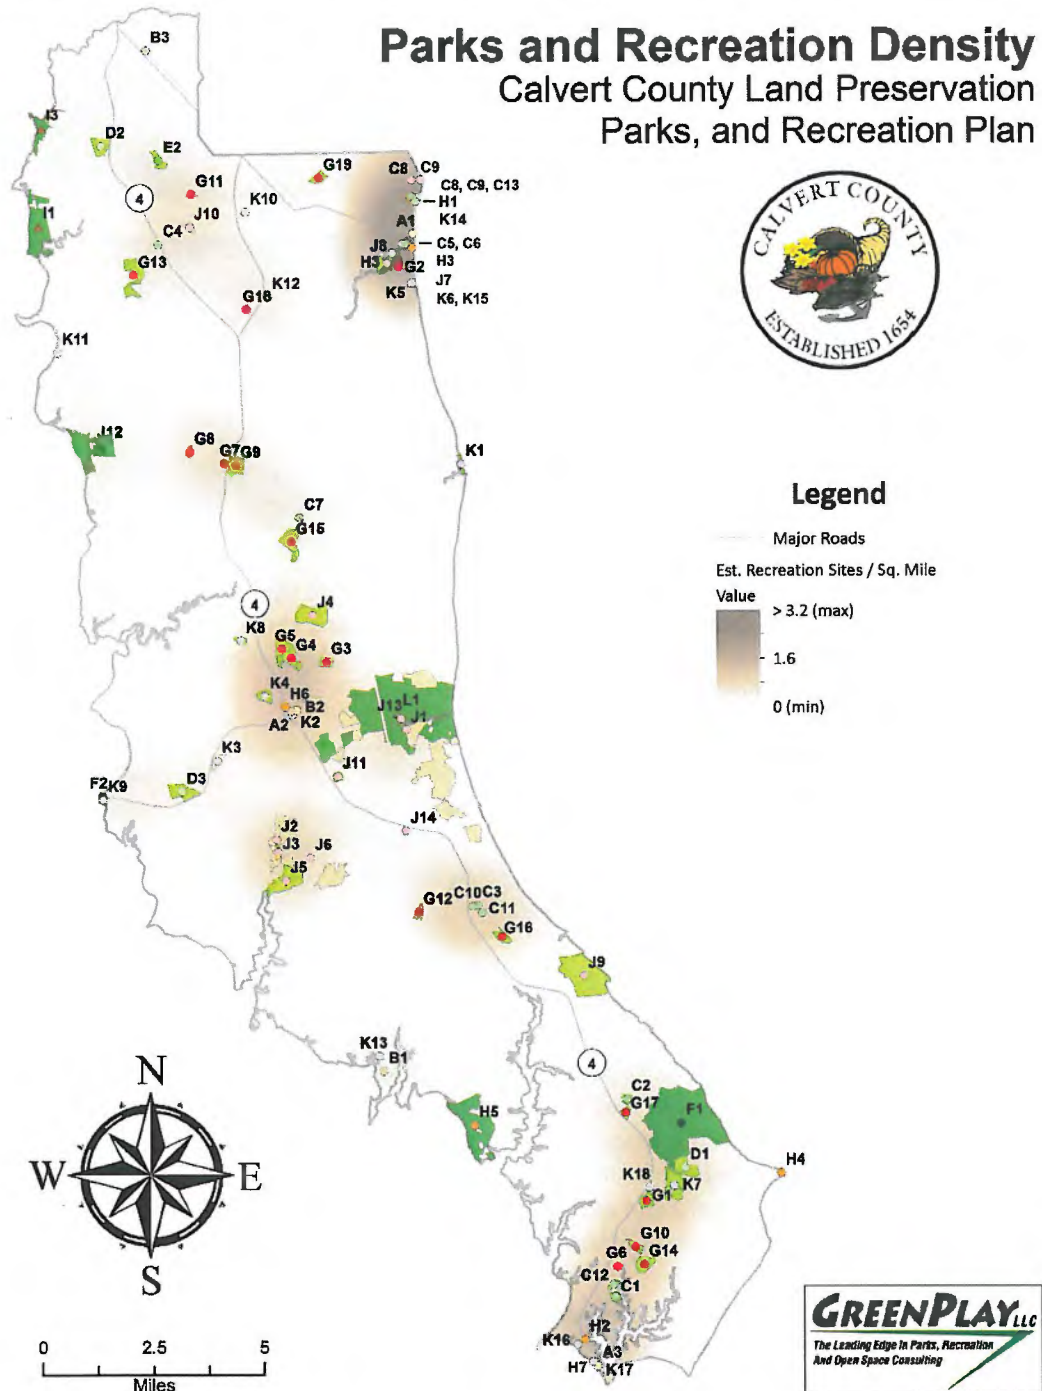 Parks and Recreation Density
Calvert County Land Preservation
Parks, and Recreation Plan
CALVERT COUNTY
ESTABLISHED 1654
B3
I3
D2
E2
G19
C8
C9
C8, C9, C13
H1
K14
4
G11
J10
K10
I1
C4
A1
C5, C6
J8
H3
H3
G2
J7
G13
K12
K5
K6, K15
G18
K11
J12
G8
G7
G9
K1
C7
G15
Legend
Major Roads
Est. Recreation Sites / Sq. Mile
Value
> 3.2 (max)
1.6
0 (min)
4
J4
K8
G5
G4
G3
K4
H6
B2
A2
K2
J13
L1
J1
K3
J11
F2
K9
D3
J14
J2
J3
J6
J5
G12
C10
C3
C11
G16
J9
K13
B1
4
C2
G17
F1
H5
D1
H4
K18
K7
G1
G10
G6
G14
C12
C1
H2
K16
A3
H7
K17
N
W
E
S
0
2.5
5
Miles
GREENPLAY LLC
The Leading Edge In Parks, Recreation
And Open Space Consulting